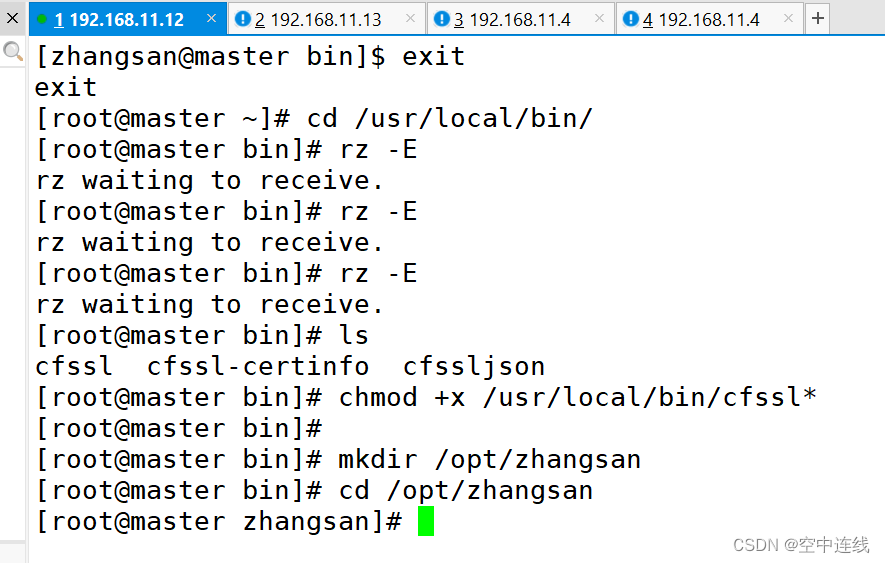 1 192.168.11.12 × 2 192.168.11.13 × 3 192.168.11.4 × 4 192.168.11.4 × +
[zhangsan@master bin]$ exit
exit
[root@master ~]# cd /usr/local/bin/
[root@master bin]# rz -E
rz waiting to receive.
[root@master bin]# rz -E
rz waiting to receive.
[root@master bin]# rz -E
rz waiting to receive.
[root@master bin]# ls
cfssl  cfssl-certinfo  cfssljson
[root@master bin]# chmod +x /usr/local/bin/cfssl*
[root@master bin]#
[root@master bin]# mkdir /opt/zhangsan
[root@master bin]# cd /opt/zhangsan
[root@master zhangsan]#
CSDN @空中连线